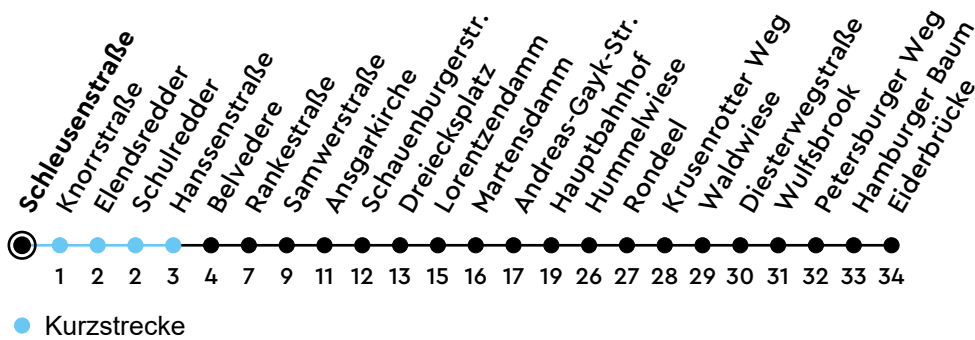 Schleusenstraße
Knorrstraße
Elendsredder
Schulredder
Hanssenstraße
Belvedere
Rankestraße
Samwerstraße
Ansgarkirche
Schauenburgerstr.
Dreiecksplatz
Lorentzendamm
Martensdamm
Andreas-Gayk-Str.
Hauptbahnhof
Hummelwiese
Rondeel
Krusenrotter Weg
Waldwiese
Diesterwegstraße
Wulfsbrook
Petersburger Weg
Hamburger Baum
Eiderbrücke
1 2 2 3 4 7 9 11 12 13 15 16 17 19 26 27 28 29 30 31 32 33 34
Kurzstrecke